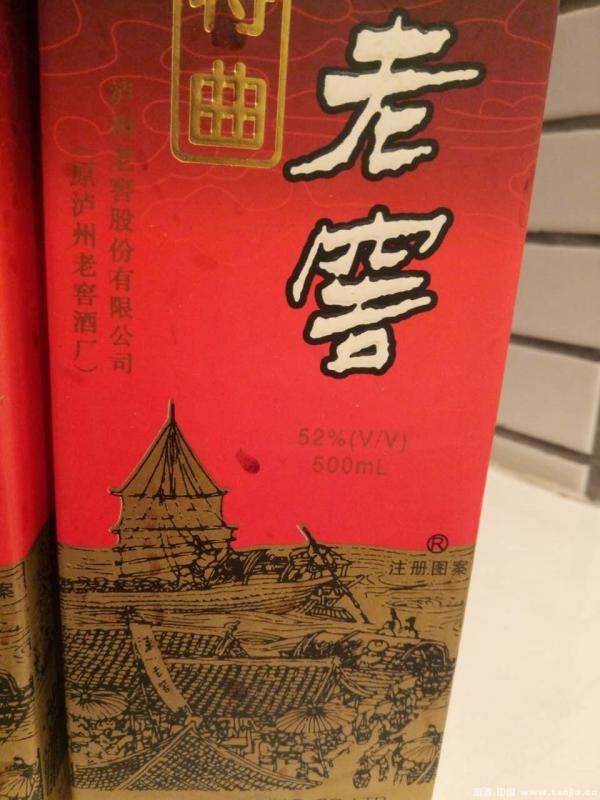 特曲
老窖
泸州老窖股份有限公司
（原泸州老窖酒厂）
52%(V/V)
500mL
®
注册图案
案